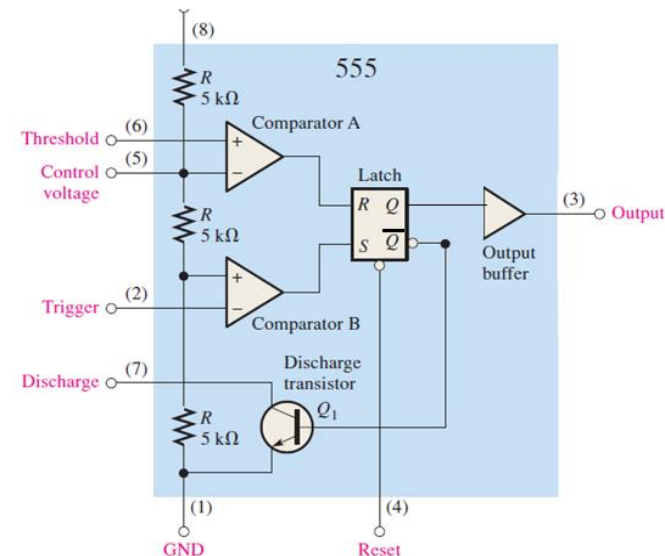 (8)
555
R
5 kΩ
Comparator A
Threshold
(6)
+
Control
voltage
(5)
−
Latch
R Q
(3)
Output
R
5 kΩ
S Q̅
Output
buffer
+
Trigger
(2)
−
Comparator B
(7)
Discharge
Discharge
transistor
Q₁
R
5 kΩ
(1)
(4)
GND
Reset